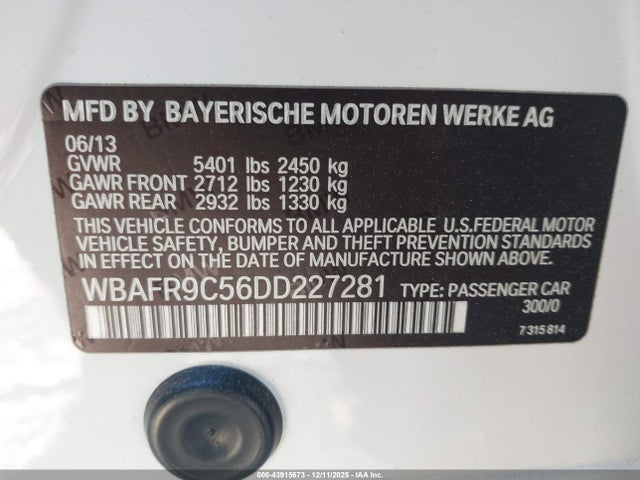 MFD BY BAYERISCHE MOTOREN WERKE AG
06/13
GVWR 5401 lbs 2450 kg
GAWR FRONT 2712 lbs 1230 kg
GAWR REAR 2932 lbs 1330 kg
THIS VEHICLE CONFORMS TO ALL APPLICABLE U.S.FEDERAL MOTOR
VEHICLE SAFETY, BUMPER AND THEFT PREVENTION STANDARDS IN
EFFECT ON THE DATE OF MANUFACTURE SHOWN ABOVE.
WBAFR9C56DD227281 TYPE: PASSENGER CAR
300/0
7 315 814
000-43915673 - 12/11/2025 - IAA Inc.